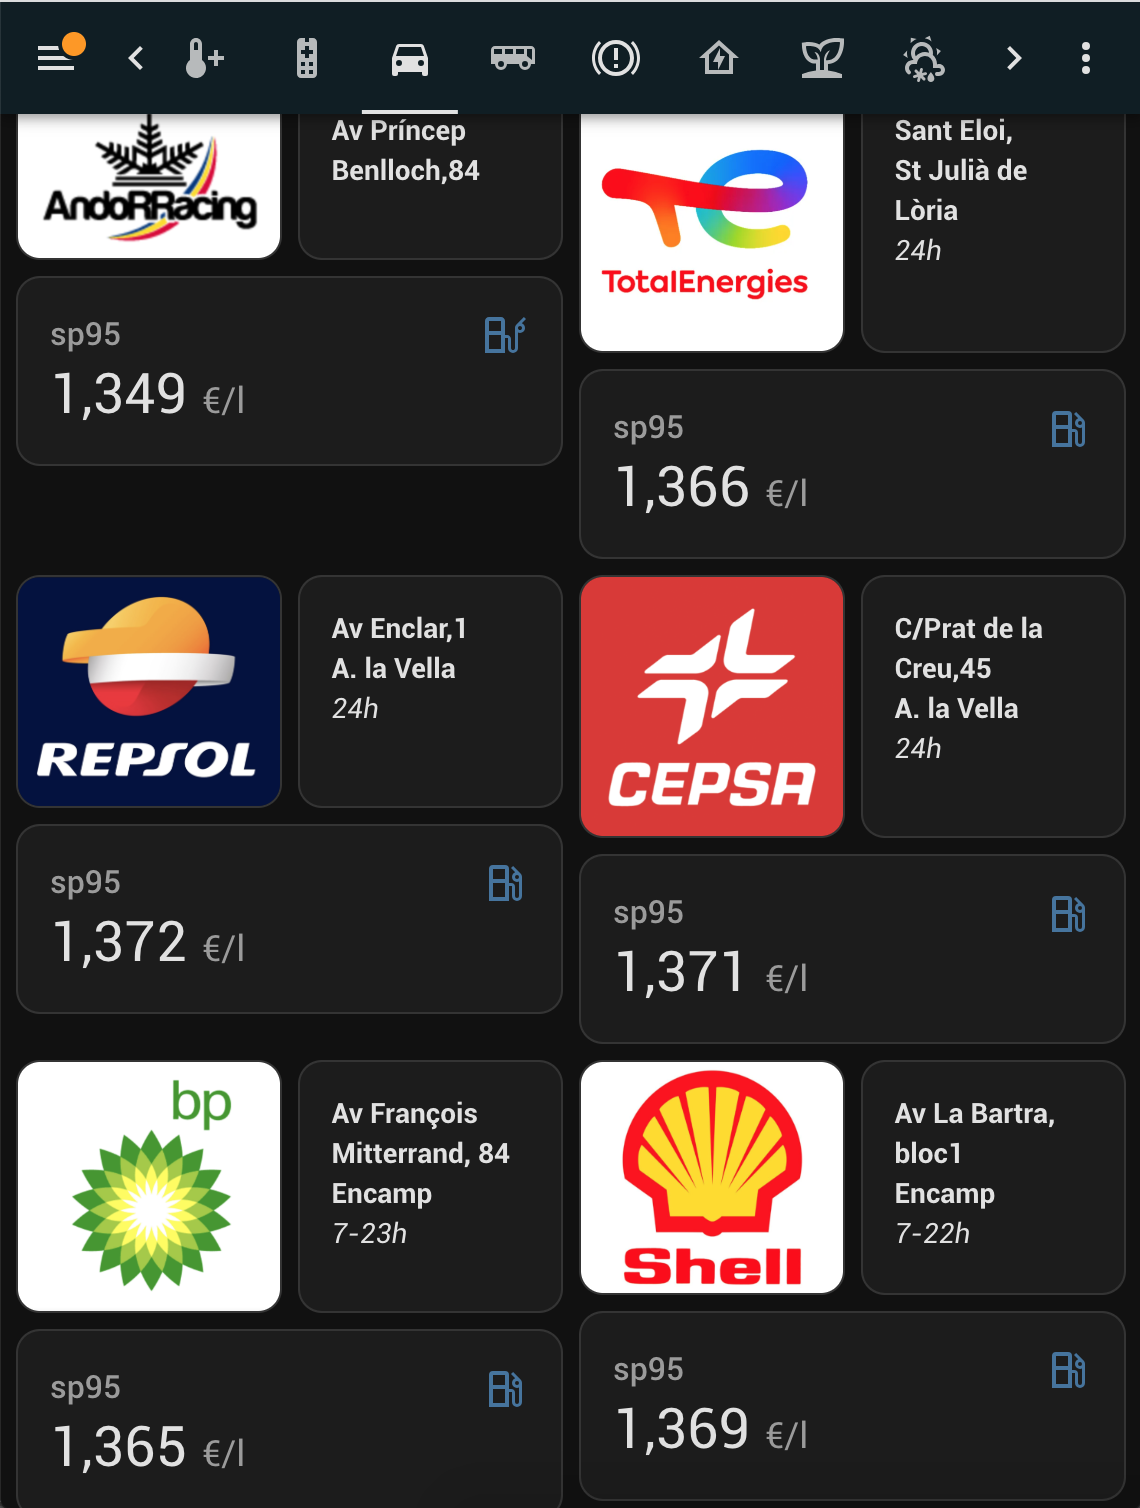 AndoRRacing
Av Príncep
Benlloch,84
sp95
1,349 €/l
TotalEnergies
Sant Eloi,
St Julià de
Lòria
24h
sp95
1,366 €/l
REPSOL
Av Enclar,1
A. la Vella
24h
sp95
1,372 €/l
CEPSA
C/Prat de la
Creu,45
A. la Vella
24h
sp95
1,371 €/l
bp
Av François
Mitterrand, 84
Encamp
7-23h
sp95
1,365 €/l
Shell
Av La Bartra,
bloc1
Encamp
7-22h
sp95
1,369 €/l